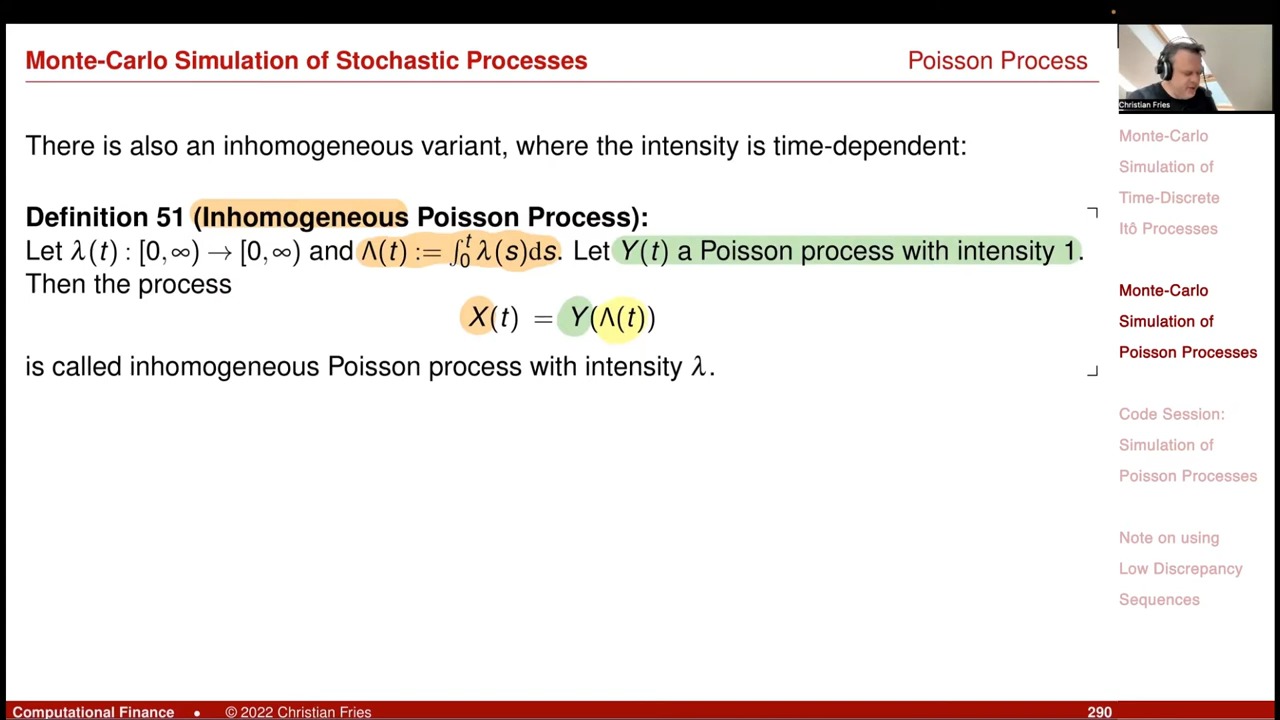 Monte-Carlo Simulation of Stochastic Processes
Poisson Process
There is also an inhomogeneous variant, where the intensity is time-dependent:
Definition 51 (Inhomogeneous Poisson Process):
Let λ(t) : [0,∞) → [0,∞) and Λ(t) := ∫₀ᵗ λ(s)ds. Let Y(t) a Poisson process with intensity 1.
Then the process
X(t) = Y(Λ(t))
is called inhomogeneous Poisson process with intensity λ.
Christian Fries
Monte-Carlo
Simulation of
Time-Discrete
Itô Processes
Monte-Carlo
Simulation of
Poisson Processes
Code Session:
Simulation of
Poisson Processes
Note on using
Low Discrepancy
Sequences
Computational Finance • © 2022 Christian Fries
290